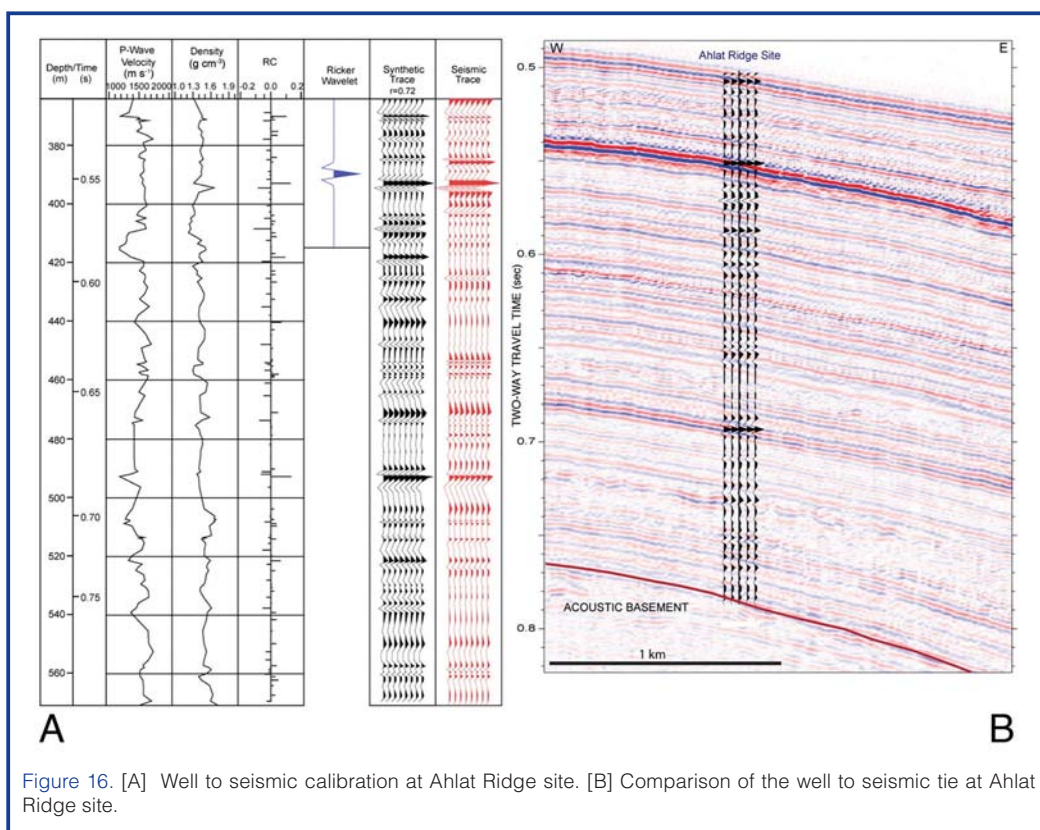 Depth/Time
(m) (s)
P-Wave
Velocity
(m s⁻¹)
1000 1500 2000
Density
(g cm⁻³)
1.0 1.3 1.6 1.9
RC
-0.2 0.0 0.2
Ricker
Wavelet
Synthetic
Trace
r=0.72
Seismic
Trace
380
0.55
400
420
0.60
440
460
0.65
480
500
0.70
520
0.75
540
560
A
W
E
Ahlat Ridge Site
0.5
0.6
0.7
0.8
TWO-WAY TRAVEL TIME (sec)
ACOUSTIC BASEMENT
1 km
B
Figure 16. [A] Well to seismic calibration at Ahlat Ridge site. [B] Comparison of the well to seismic tie at Ahlat
Ridge site.